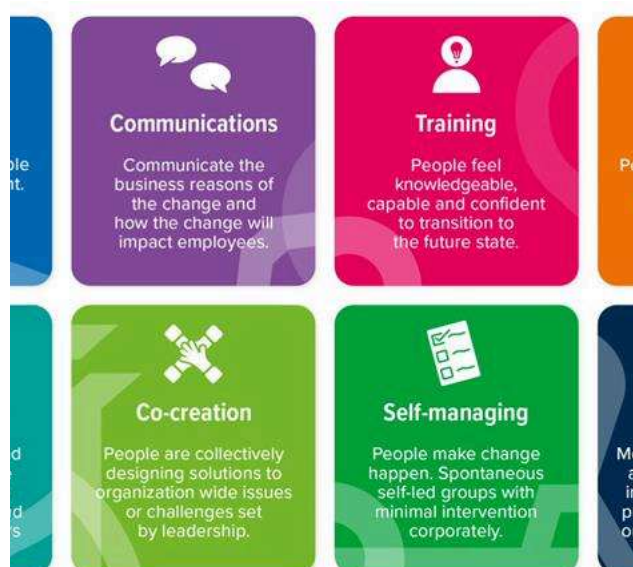 Communications
Communicate the
business reasons of
the change and
how the change will
impact employees.
Training
People feel
knowledgeable,
capable and confident
to transition to
the future state.
Co-creation
People are collectively
designing solutions to
organization wide issues
or challenges set
by leadership.
Self-managing
People make change
happen. Spontaneous
self-led groups with
minimal intervention
corporately.